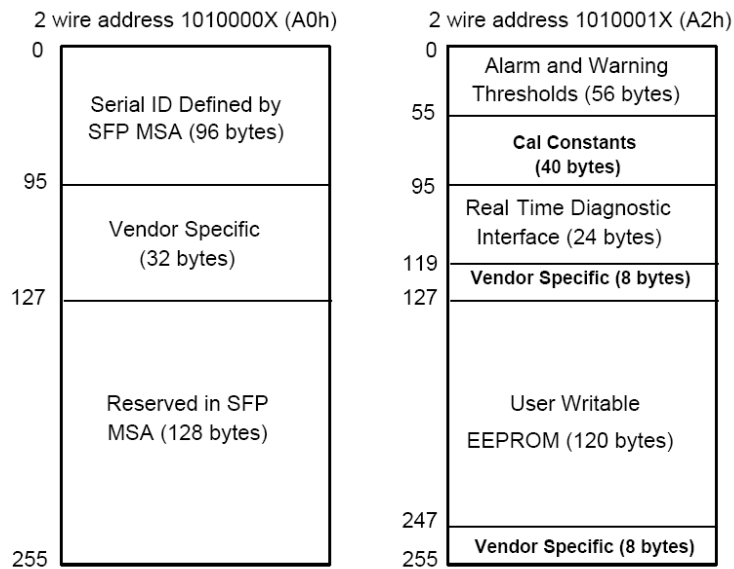 2 wire address 1010000X (A0h)
0
Serial ID Defined by
SFP MSA (96 bytes)
95
Vendor Specific
(32 bytes)
127
Reserved in SFP
MSA (128 bytes)
255
2 wire address 1010001X (A2h)
0
Alarm and Warning
Thresholds (56 bytes)
55
Cal Constants
(40 bytes)
95
Real Time Diagnostic
Interface (24 bytes)
119
Vendor Specific (8 bytes)
127
User Writable
EEPROM (120 bytes)
247
Vendor Specific (8 bytes)
255